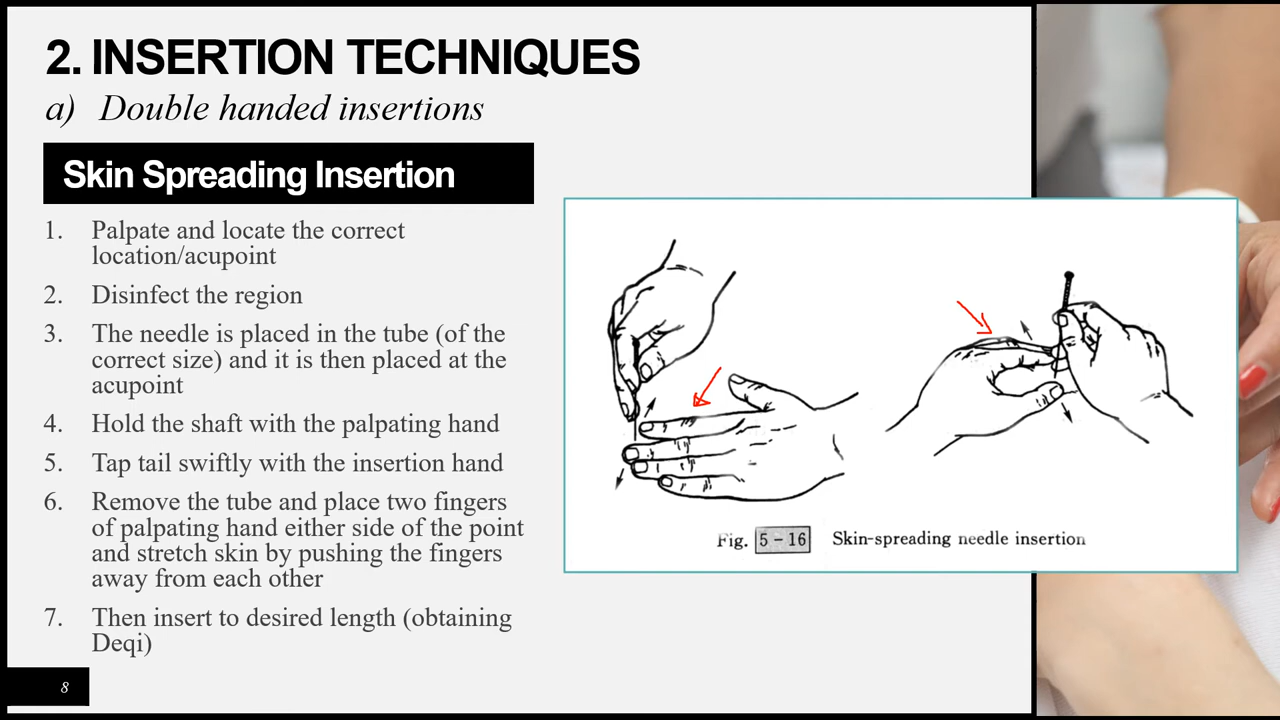 2. INSERTION TECHNIQUES
a) Double handed insertions
Skin Spreading Insertion
1. Palpate and locate the correct
location/acupoint
2. Disinfect the region
3. The needle is placed in the tube (of the
correct size) and it is then placed at the
acupoint
4. Hold the shaft with the palpating hand
5. Tap tail swiftly with the insertion hand
6. Remove the tube and place two fingers
of palpating hand either side of the point
and stretch skin by pushing the fingers
away from each other
7. Then insert to desired length (obtaining
Deqi)
Fig. 5-16 Skin-spreading needle insertion
8